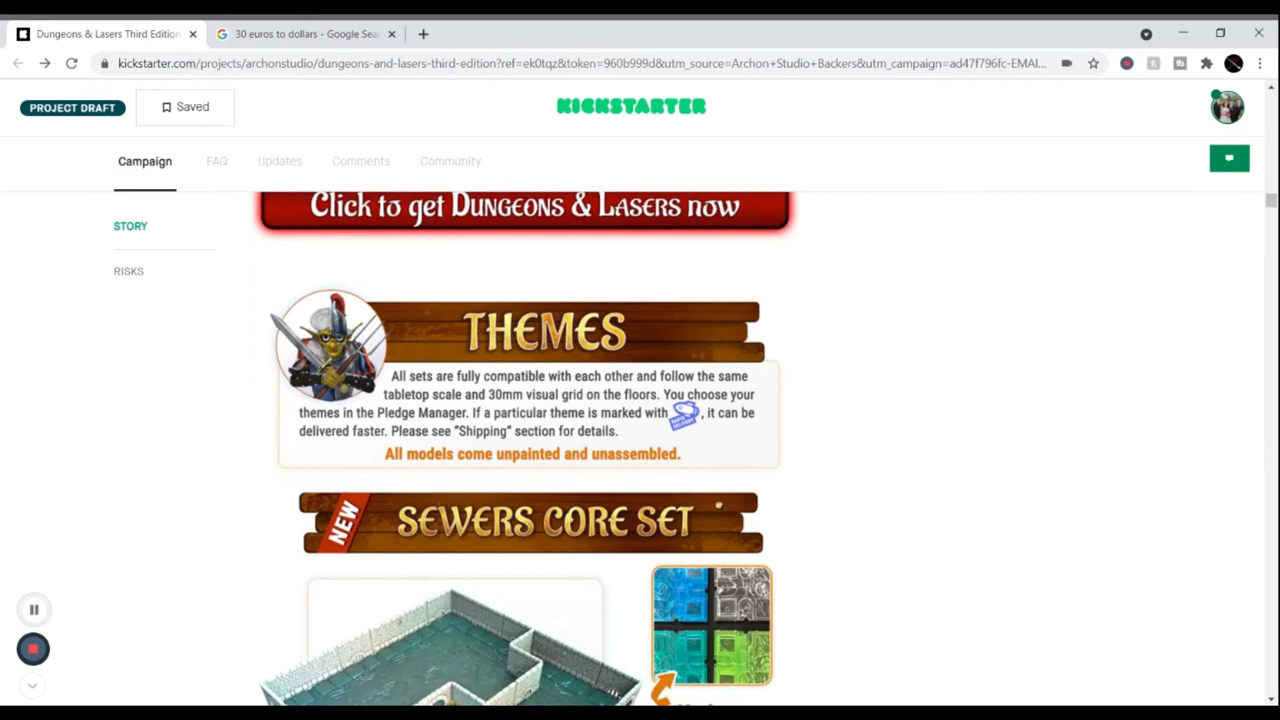 Dungeons & Lasers Third Edition
30 euros to dollars - Google Sea
kickstarter.com/projects/archonstudio/dungeons-and-lasers-third-edition?ref=ek0tqz&token=960b999d&utm_source=Archon+Studio+Backers&utm_campaign=ad47f796fc-EMAI...
PROJECT DRAFT
Saved
KICKSTARTER
Campaign
FAQ
Updates
Comments
Community
STORY
RISKS
Click to get DUNGEONS & LASERS now
THEMES
All sets are fully compatible with each other and follow the same
tabletop scale and 30mm visual grid on the floors. You choose your
themes in the Pledge Manager. If a particular theme is marked with RAPID DELIVERY, it can be
delivered faster. Please see "Shipping" section for details.
All models come unpainted and unassembled.
NEW
SEWERS CORE SET